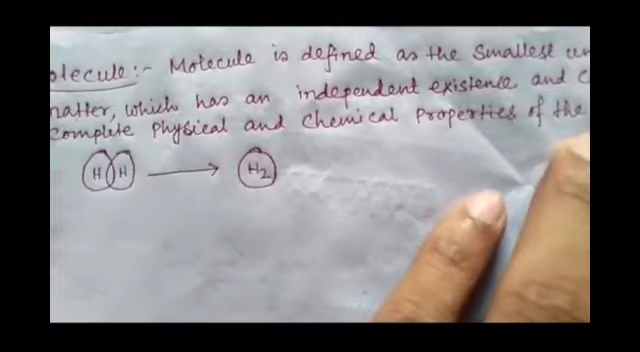 olecule:- Molecule is defined as the smallest un
natter, which has an independent existence and c
complete physical and chemical properties of the
H H → H2